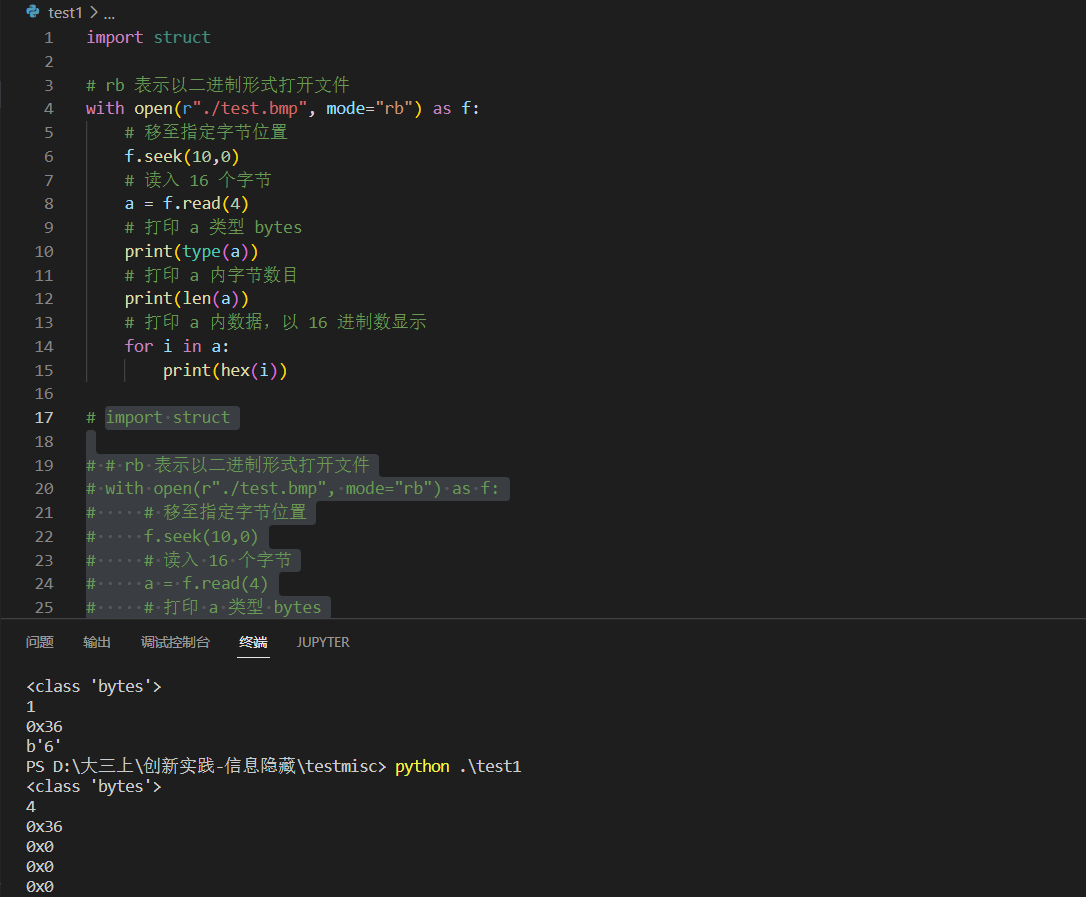 test1 > ...
1 import struct
2
3 # rb 表示以二进制形式打开文件
4 with open(r"./test.bmp", mode="rb") as f:
5     # 移至指定字节位置
6     f.seek(10,0)
7     # 读入 16 个字节
8     a = f.read(4)
9     # 打印 a 类型 bytes
10     print(type(a))
11     # 打印 a 内字节数目
12     print(len(a))
13     # 打印 a 内数据，以 16 进制数显示
14     for i in a:
15         print(hex(i))
16
17 # import struct
18
19 # # rb 表示以二进制形式打开文件
20 # with open(r"./test.bmp", mode="rb") as f:
21 #     # 移至指定字节位置
22 #     f.seek(10,0)
23 #     # 读入 16 个字节
24 #     a = f.read(4)
25 #     # 打印 a 类型 bytes
问题 输出 调试控制台 终端 JUPYTER
<class 'bytes'>
1
0x36
b'6'
PS D:\大三上\创新实践-信息隐藏\testmisc> python .\test1
<class 'bytes'>
4
0x36
0x0
0x0
0x0